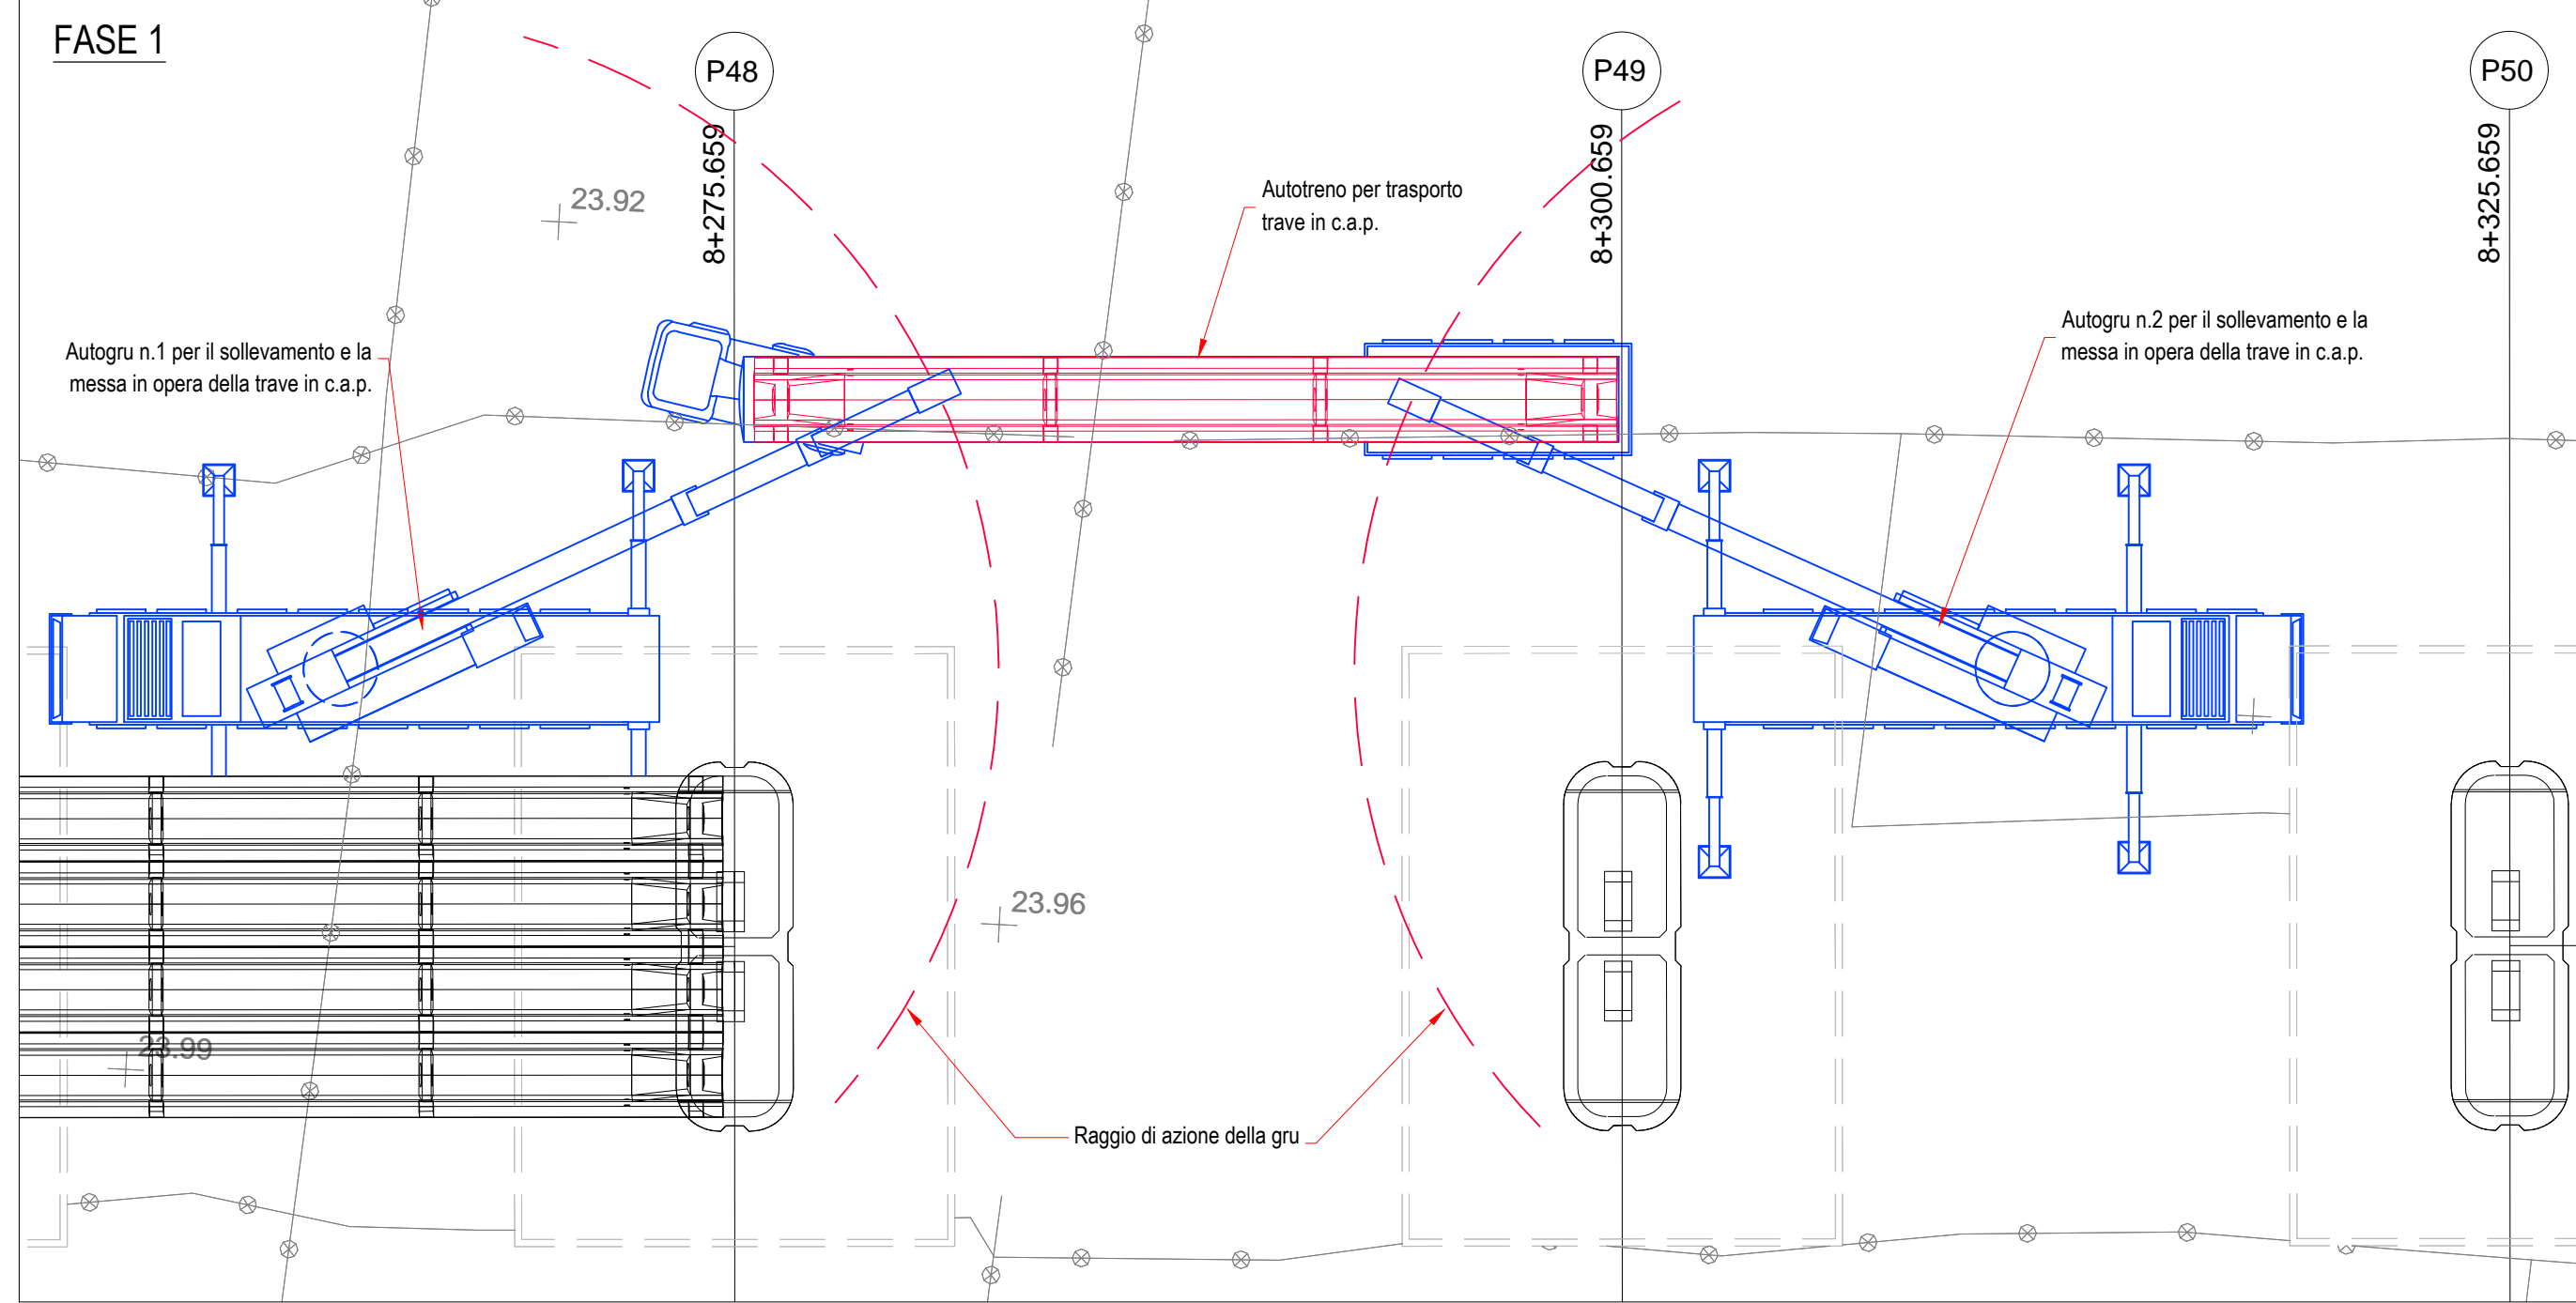 FASE 1
P48
P49
P50
8+275.659
8+300.659
8+325.659
23.92
Autotreno per trasporto
trave in c.a.p.
Autogru n.1 per il sollevamento e la
messa in opera della trave in c.a.p.
Autogru n.2 per il sollevamento e la
messa in opera della trave in c.a.p.
23.96
23.99
Raggio di azione della gru